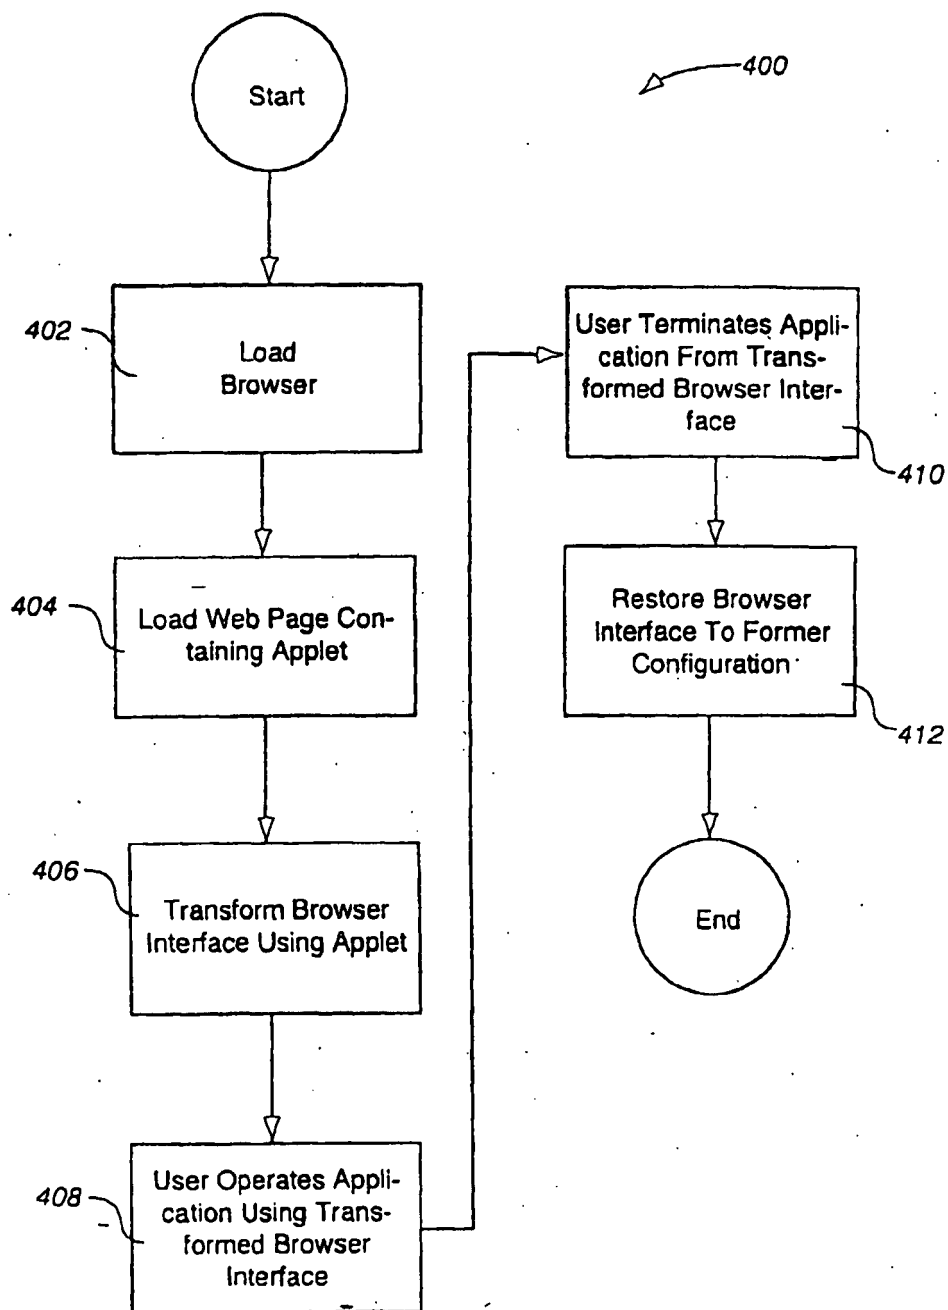 Start
400
402
Load
Browser
404
Load Web Page Con-
taining Applet
406
Transform Browser
Interface Using Applet
408
User Operates Appli-
cation Using Trans-
formed Browser
Interface
User Terminates Appli-
cation From Trans-
formed Browser Inter-
face
410
Restore Browser
Interface To Former
Configuration
412
End